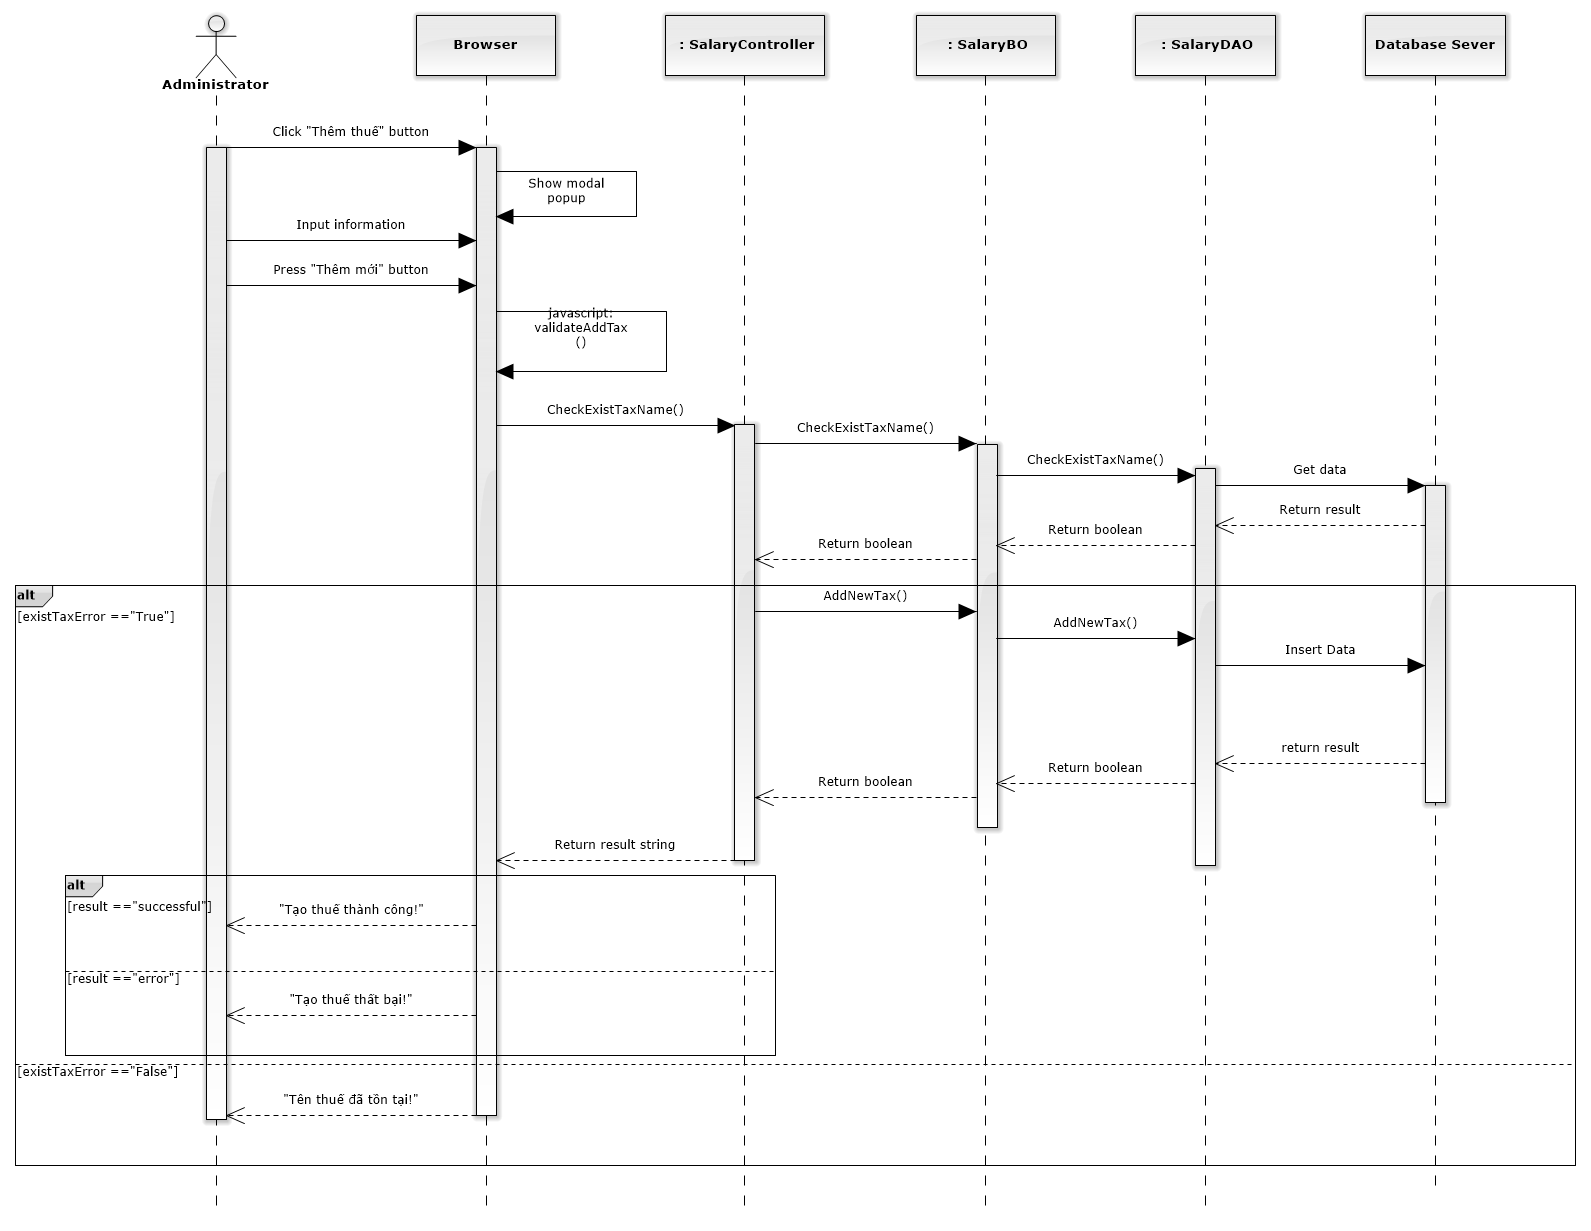 Administrator
Browser
: SalaryController
: SalaryBO
: SalaryDAO
Database Sever
Click "Thêm thuế" button
Show modal
popup
Input information
Press "Thêm mới" button
javascript:
validateAddTax
()
CheckExistTaxName()
CheckExistTaxName()
CheckExistTaxName()
Get data
Return result
Return boolean
Return boolean
alt
[existTaxError =="True"]
AddNewTax()
AddNewTax()
Insert Data
return result
Return boolean
Return boolean
Return result string
alt
[result =="successful"]
"Tạo thuế thành công!"
[result =="error"]
"Tạo thuế thất bại!"
[existTaxError =="False"]
"Tên thuế đã tồn tại!"